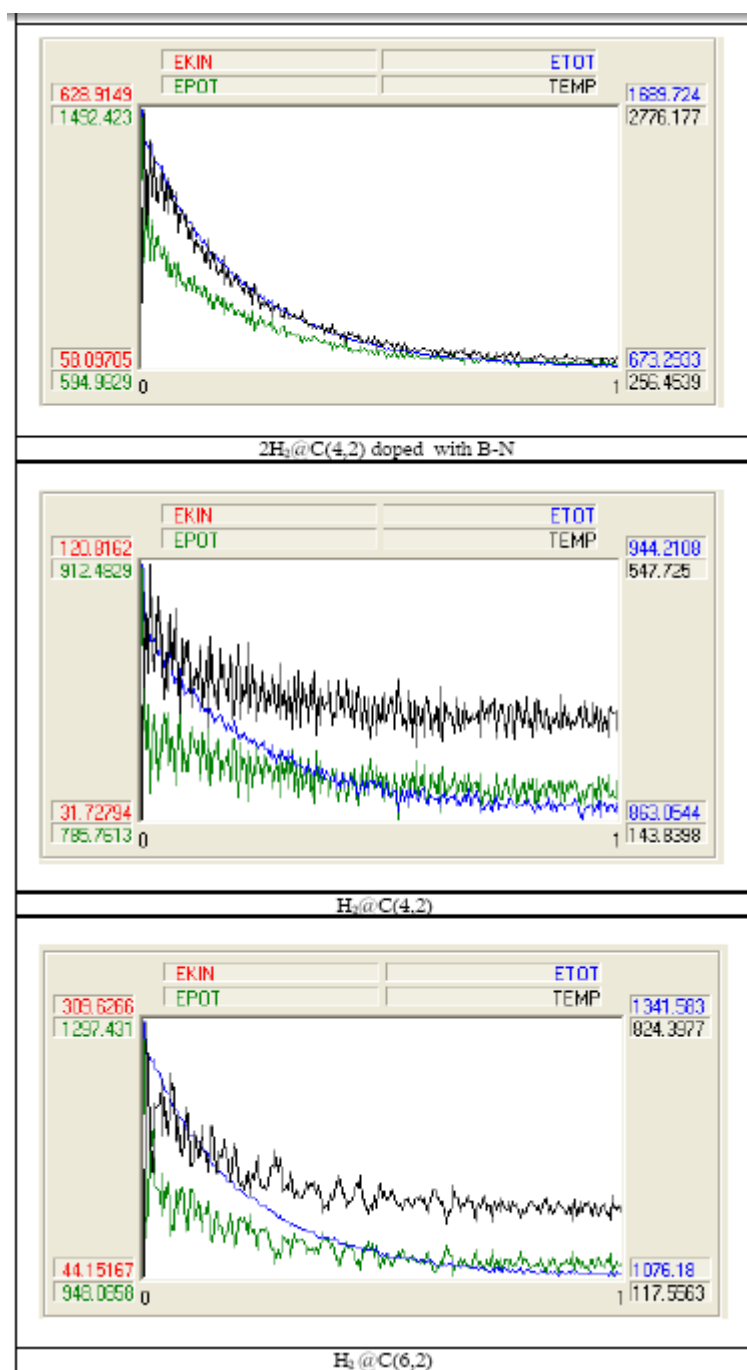 EKIN ETOT
EPOT TEMP
628.9149 1689.724
1492.423 2776.177
58.09705 673.2933
594.9829 0 1 256.4539
2H₂@C(4,2) doped with B-N
EKIN ETOT
EPOT TEMP
120.8162 944.2108
912.4829 547.725
31.72794 863.0544
785.7613 0 1 143.8398
H₂@C(4,2)
EKIN ETOT
EPOT TEMP
309.6266 1341.583
1297.431 824.3977
44.15167 1076.18
948.0858 0 1 117.5563
H₂@C(6,2)